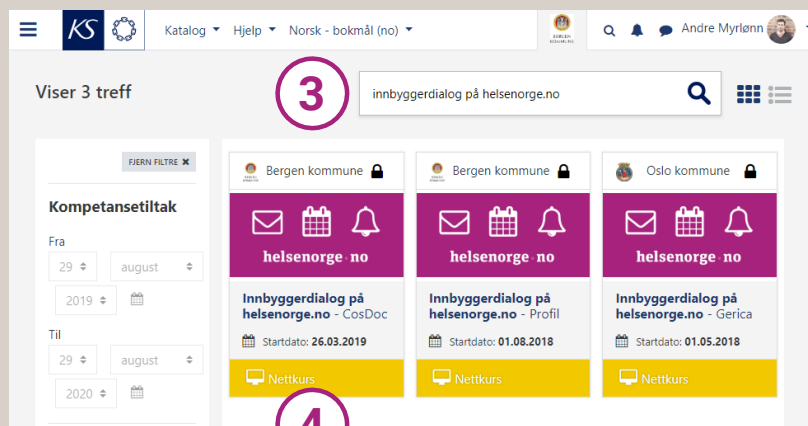 KS
Katalog
Hjelp
Norsk - bokmål (no)
BERGEN
KOMMUNE
Andre Myrlønn
Viser 3 treff
3
innbyggerdialog på helsenorge.no
FJERN FILTRE ✖
Kompetansetiltak
Fra
29
august
2019
Til
29
august
2020
Bergen kommune
helsenorge·no
Innbyggerdialog på
helsenorge.no - CosDoc
Startdato: 26.03.2019
Nettkurs
Bergen kommune
helsenorge·no
Innbyggerdialog på
helsenorge.no - Profil
Startdato: 01.08.2018
Nettkurs
Oslo kommune
helsenorge·no
Innbyggerdialog på
helsenorge.no - Gerica
Startdato: 01.05.2018
Nettkurs
4